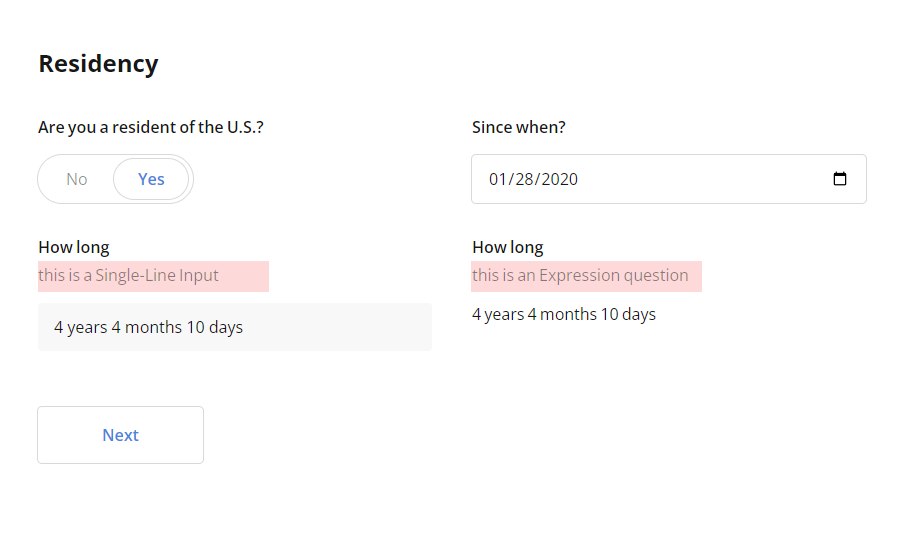 Residency
Are you a resident of the U.S.?
Since when?
No
Yes
01/28/2020
How long
this is a Single-Line Input
4 years 4 months 10 days
How long
this is an Expression question
4 years 4 months 10 days
Next